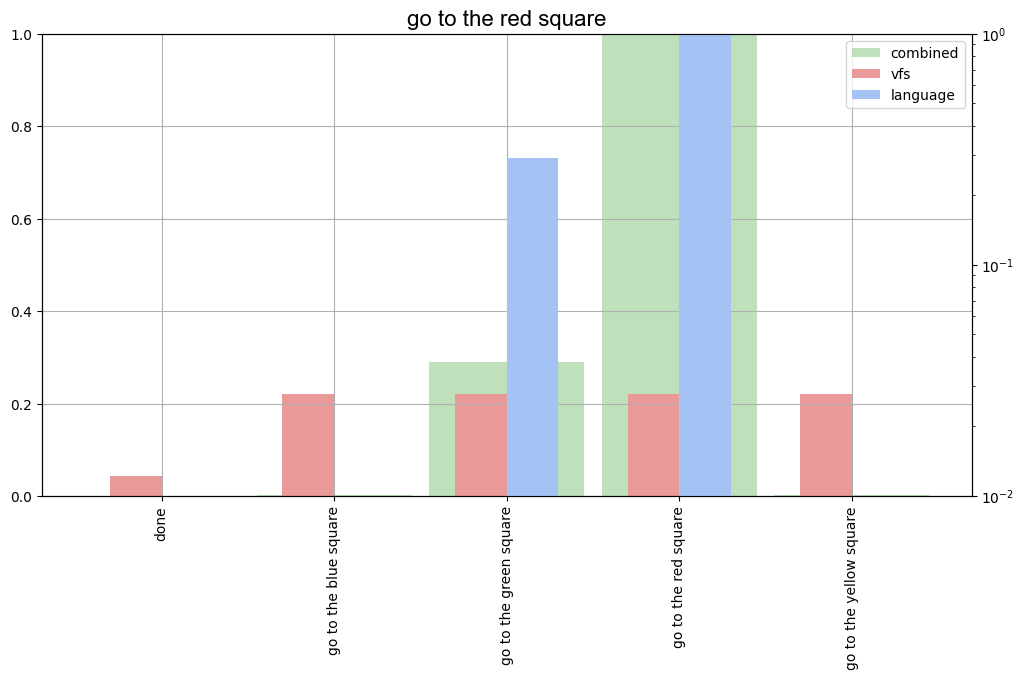 go to the red square
1.0
0.8
0.6
0.4
0.2
0.0
10⁰
10⁻¹
10⁻²
combined
vfs
language
done
go to the blue square
go to the green square
go to the red square
go to the yellow square